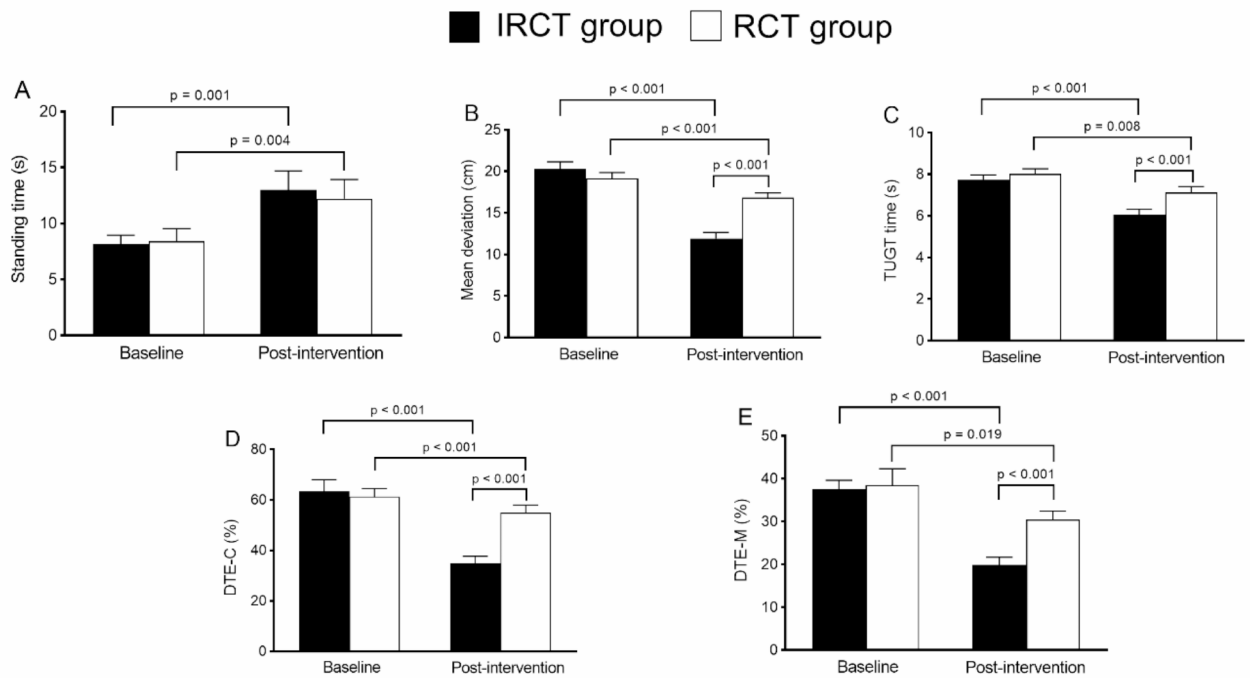 IRCT group RCT group
A
p = 0.001
p = 0.004
Standing time (s)
20
15
10
5
0
Baseline Post-intervention
B
p < 0.001
p < 0.001
p < 0.001
Mean deviation (cm)
25
20
15
10
5
0
Baseline Post-intervention
C
p < 0.001
p = 0.008
p < 0.001
TUGT time (s)
10
8
6
4
2
0
Baseline Post-intervention
D
p < 0.001
p < 0.001
p < 0.001
DTE-C (%)
80
60
40
20
0
Baseline Post-intervention
E
p < 0.001
p = 0.019
p < 0.001
DTE-M (%)
50
40
30
20
10
0
Baseline Post-intervention